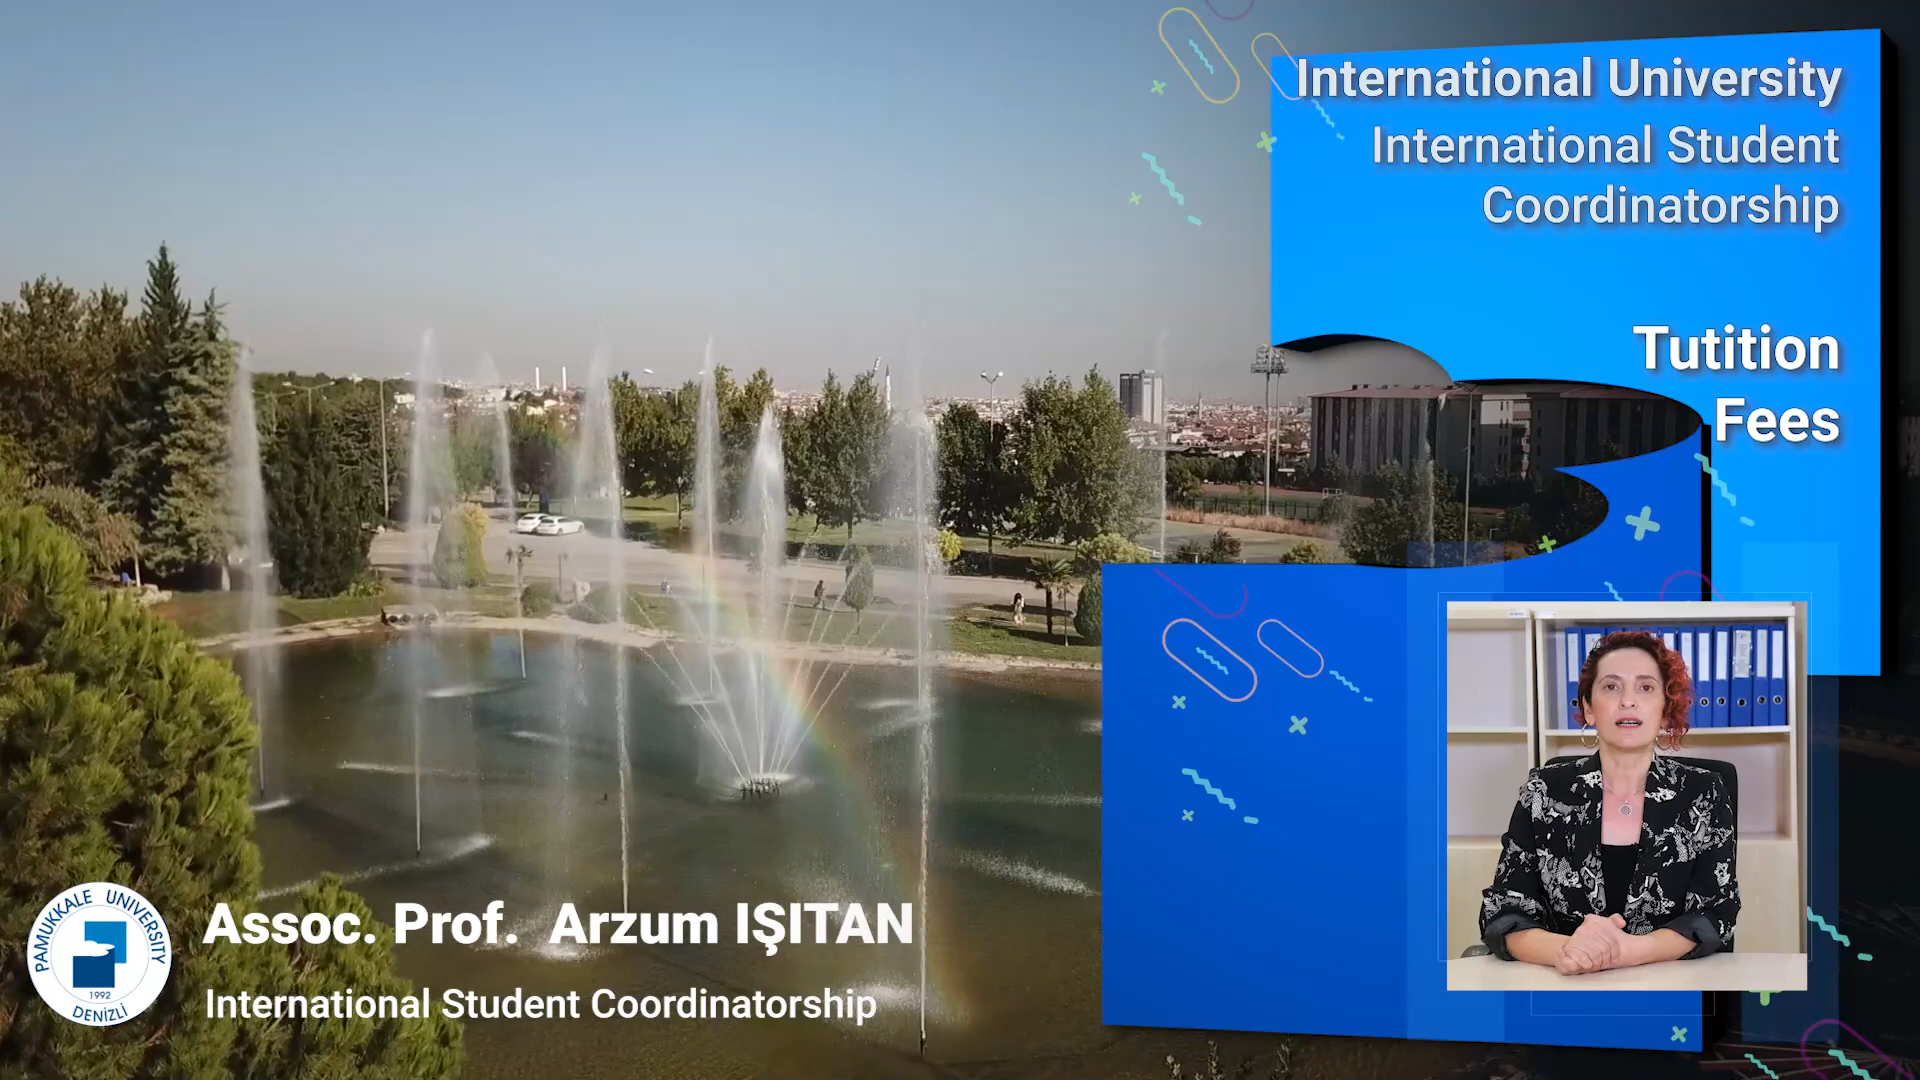 International University
International Student
Coordinatorship
Tutition
Fees
Assoc. Prof. Arzum IŞITAN
International Student Coordinatorship
PAMUKKALE UNIVERSITY
1992
DENİZLİ